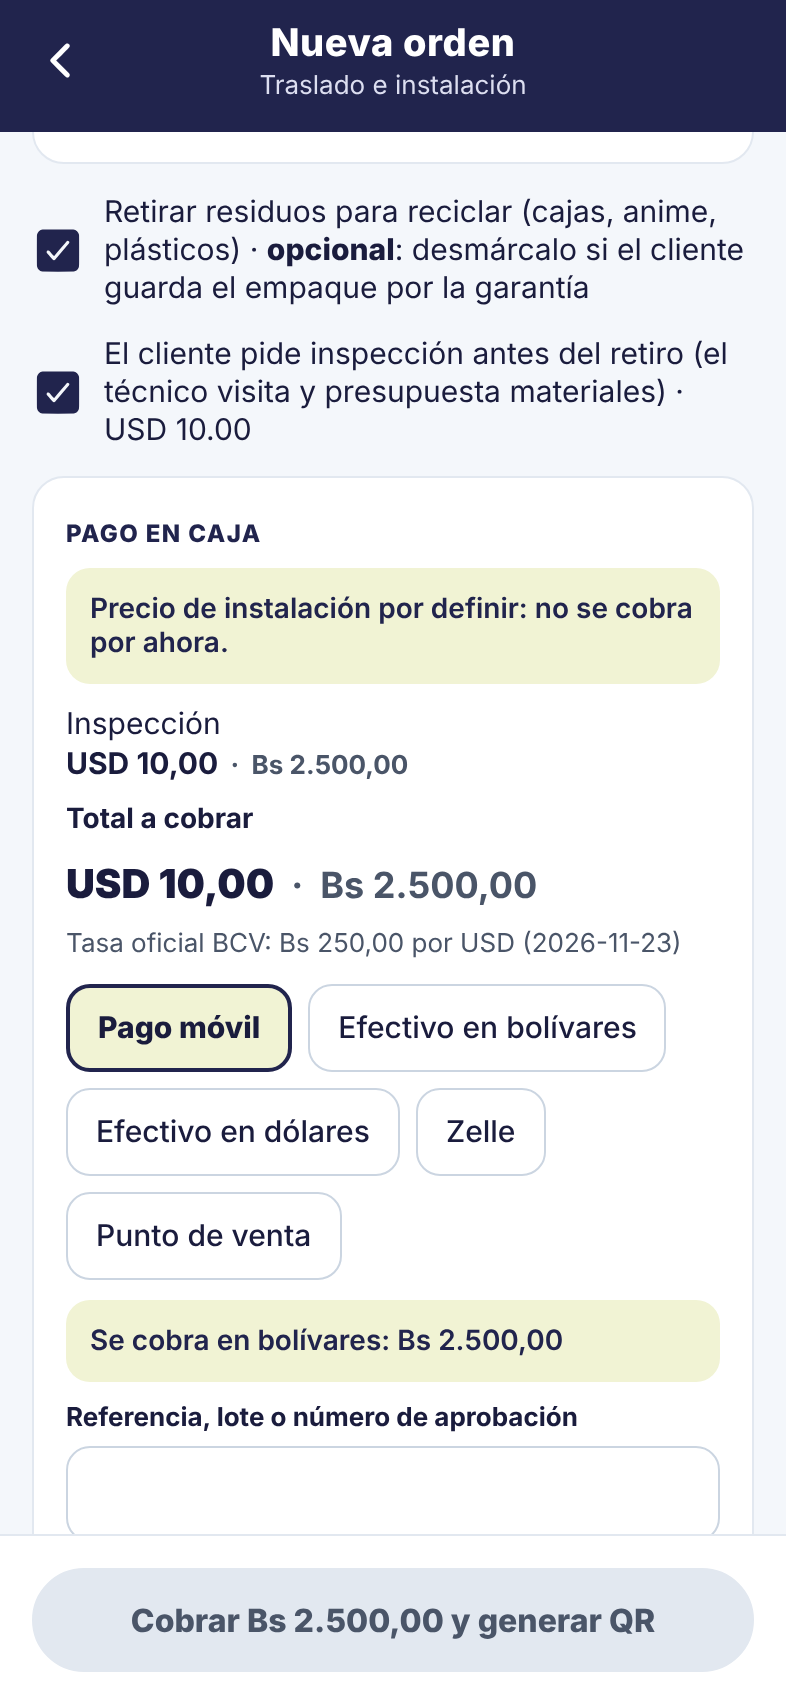 Nueva orden
Traslado e instalación
Retirar residuos para reciclar (cajas, anime,
plásticos) · opcional: desmárcalo si el cliente
guarda el empaque por la garantía
El cliente pide inspección antes del retiro (el
técnico visita y presupuesta materiales) ·
USD 10.00
PAGO EN CAJA
Precio de instalación por definir: no se cobra
por ahora.
Inspección
USD 10,00 · Bs 2.500,00
Total a cobrar
USD 10,00 · Bs 2.500,00
Tasa oficial BCV: Bs 250,00 por USD (2026-11-23)
Pago móvil Efectivo en bolívares
Efectivo en dólares Zelle
Punto de venta
Se cobra en bolívares: Bs 2.500,00
Referencia, lote o número de aprobación
Cobrar Bs 2.500,00 y generar QR